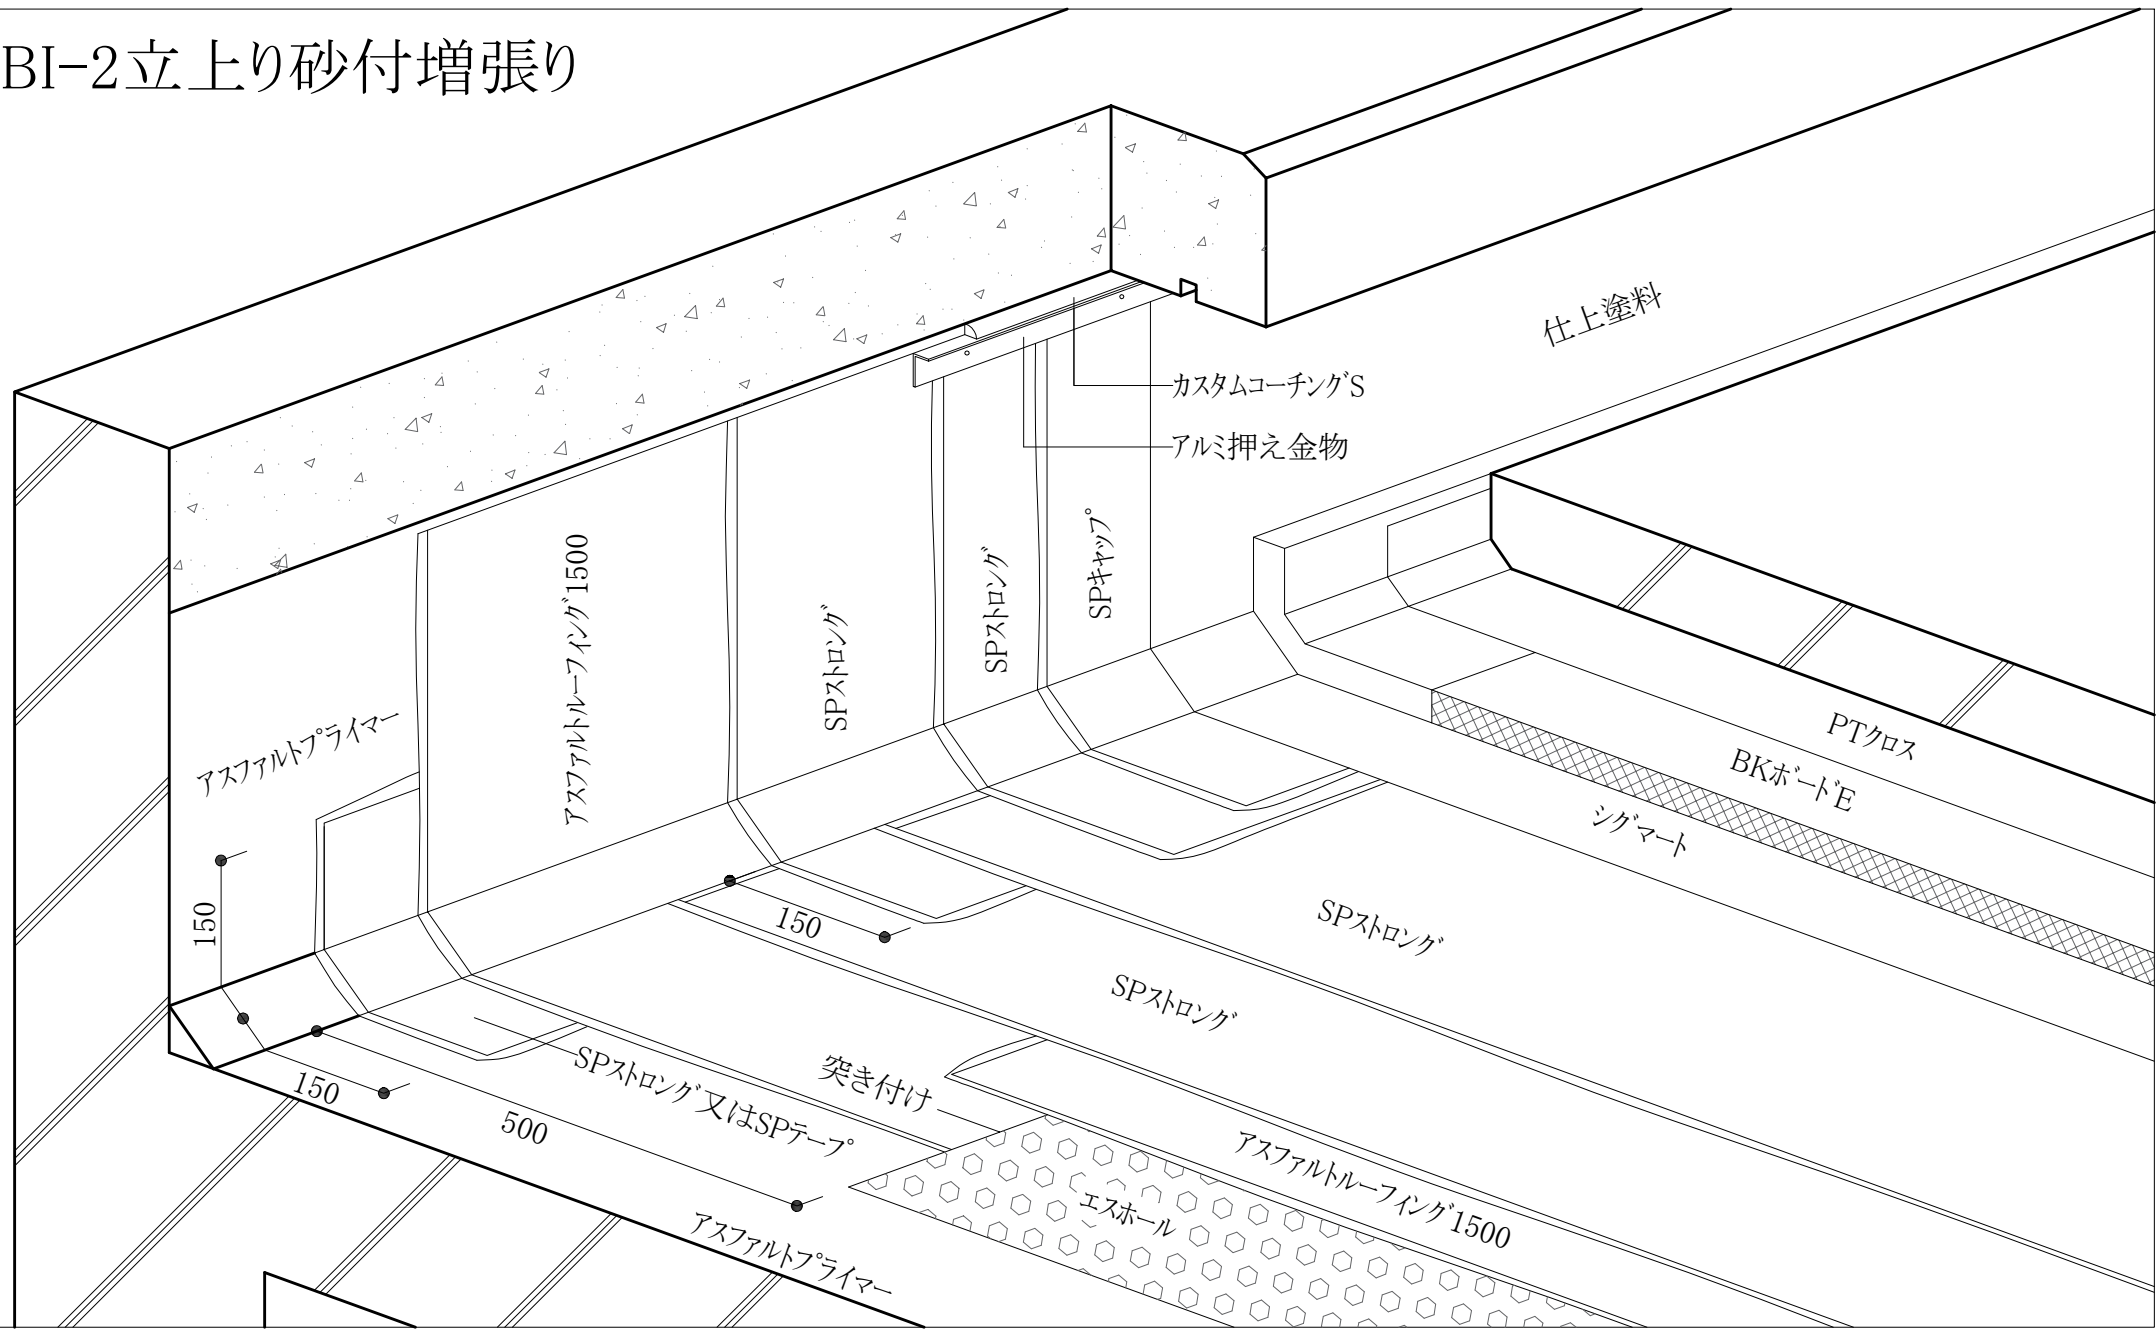 BI-2立上り砂付増張り
仕上塗料
カスタムコーチングS
アルミ押え金物
アスファルトルーフィング1500
SPストロング
SPストロング
SPキャップ
アスファルトプライマー
150
150
150
500
SPストロング又はSPテープ
突き付け
アスファルトプライマー
エスホール
アスファルトルーフィング1500
SPストロング
SPストロング
シグマート
BKボードE
PTクロス